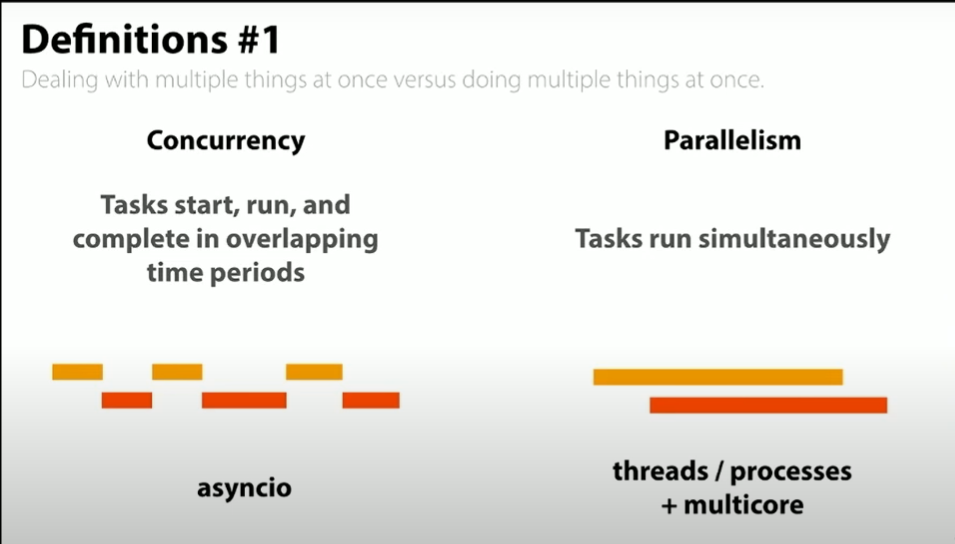 Definitions #1
Dealing with multiple things at once versus doing multiple things at once.
Concurrency
Tasks start, run, and
complete in overlapping
time periods
asyncio
Parallelism
Tasks run simultaneously
threads / processes
+ multicore